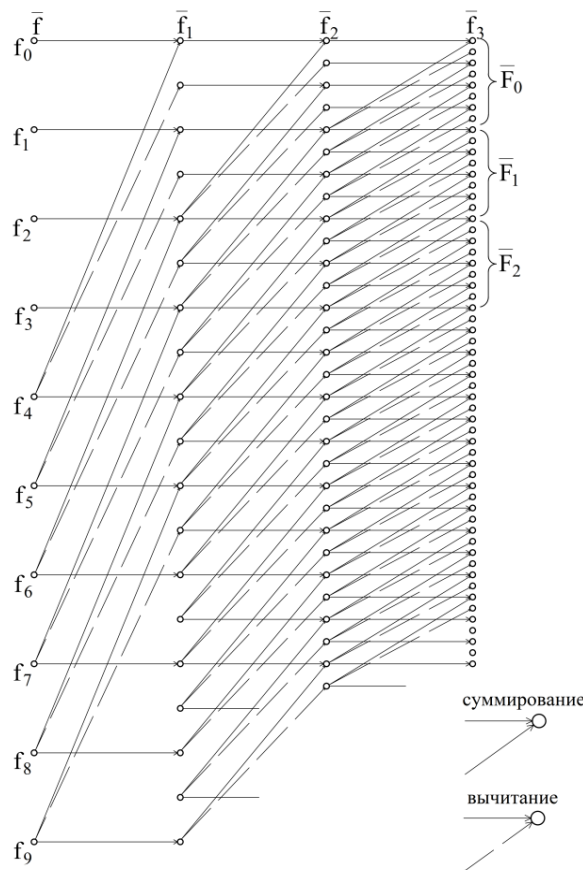 f̅ f̅₁ f̅₂ f̅₃
f₀
F̅₀
f₁
F̅₁
f₂
F̅₂
f₃
f₄
f₅
f₆
f₇
суммирование
f₈
вычитание
f₉